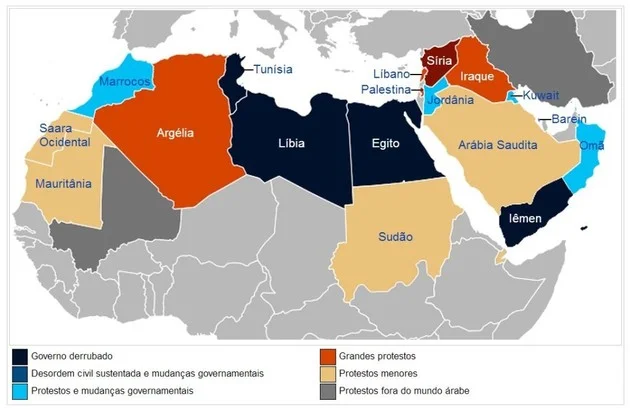 Tunísia
Síria
Marrocos
Líbano
Iraque
Palestina
Jordânia
Kuwait
Saara
Ocidental
Argélia
Líbia
Egito
Arábia Saudita
Barein
Omã
Mauritânia
Iêmen
Sudão
Governo derrubado
Desordem civil sustentada e mudanças governamentais
Protestos e mudanças governamentais
Grandes protestos
Protestos menores
Protestos fora do mundo árabe